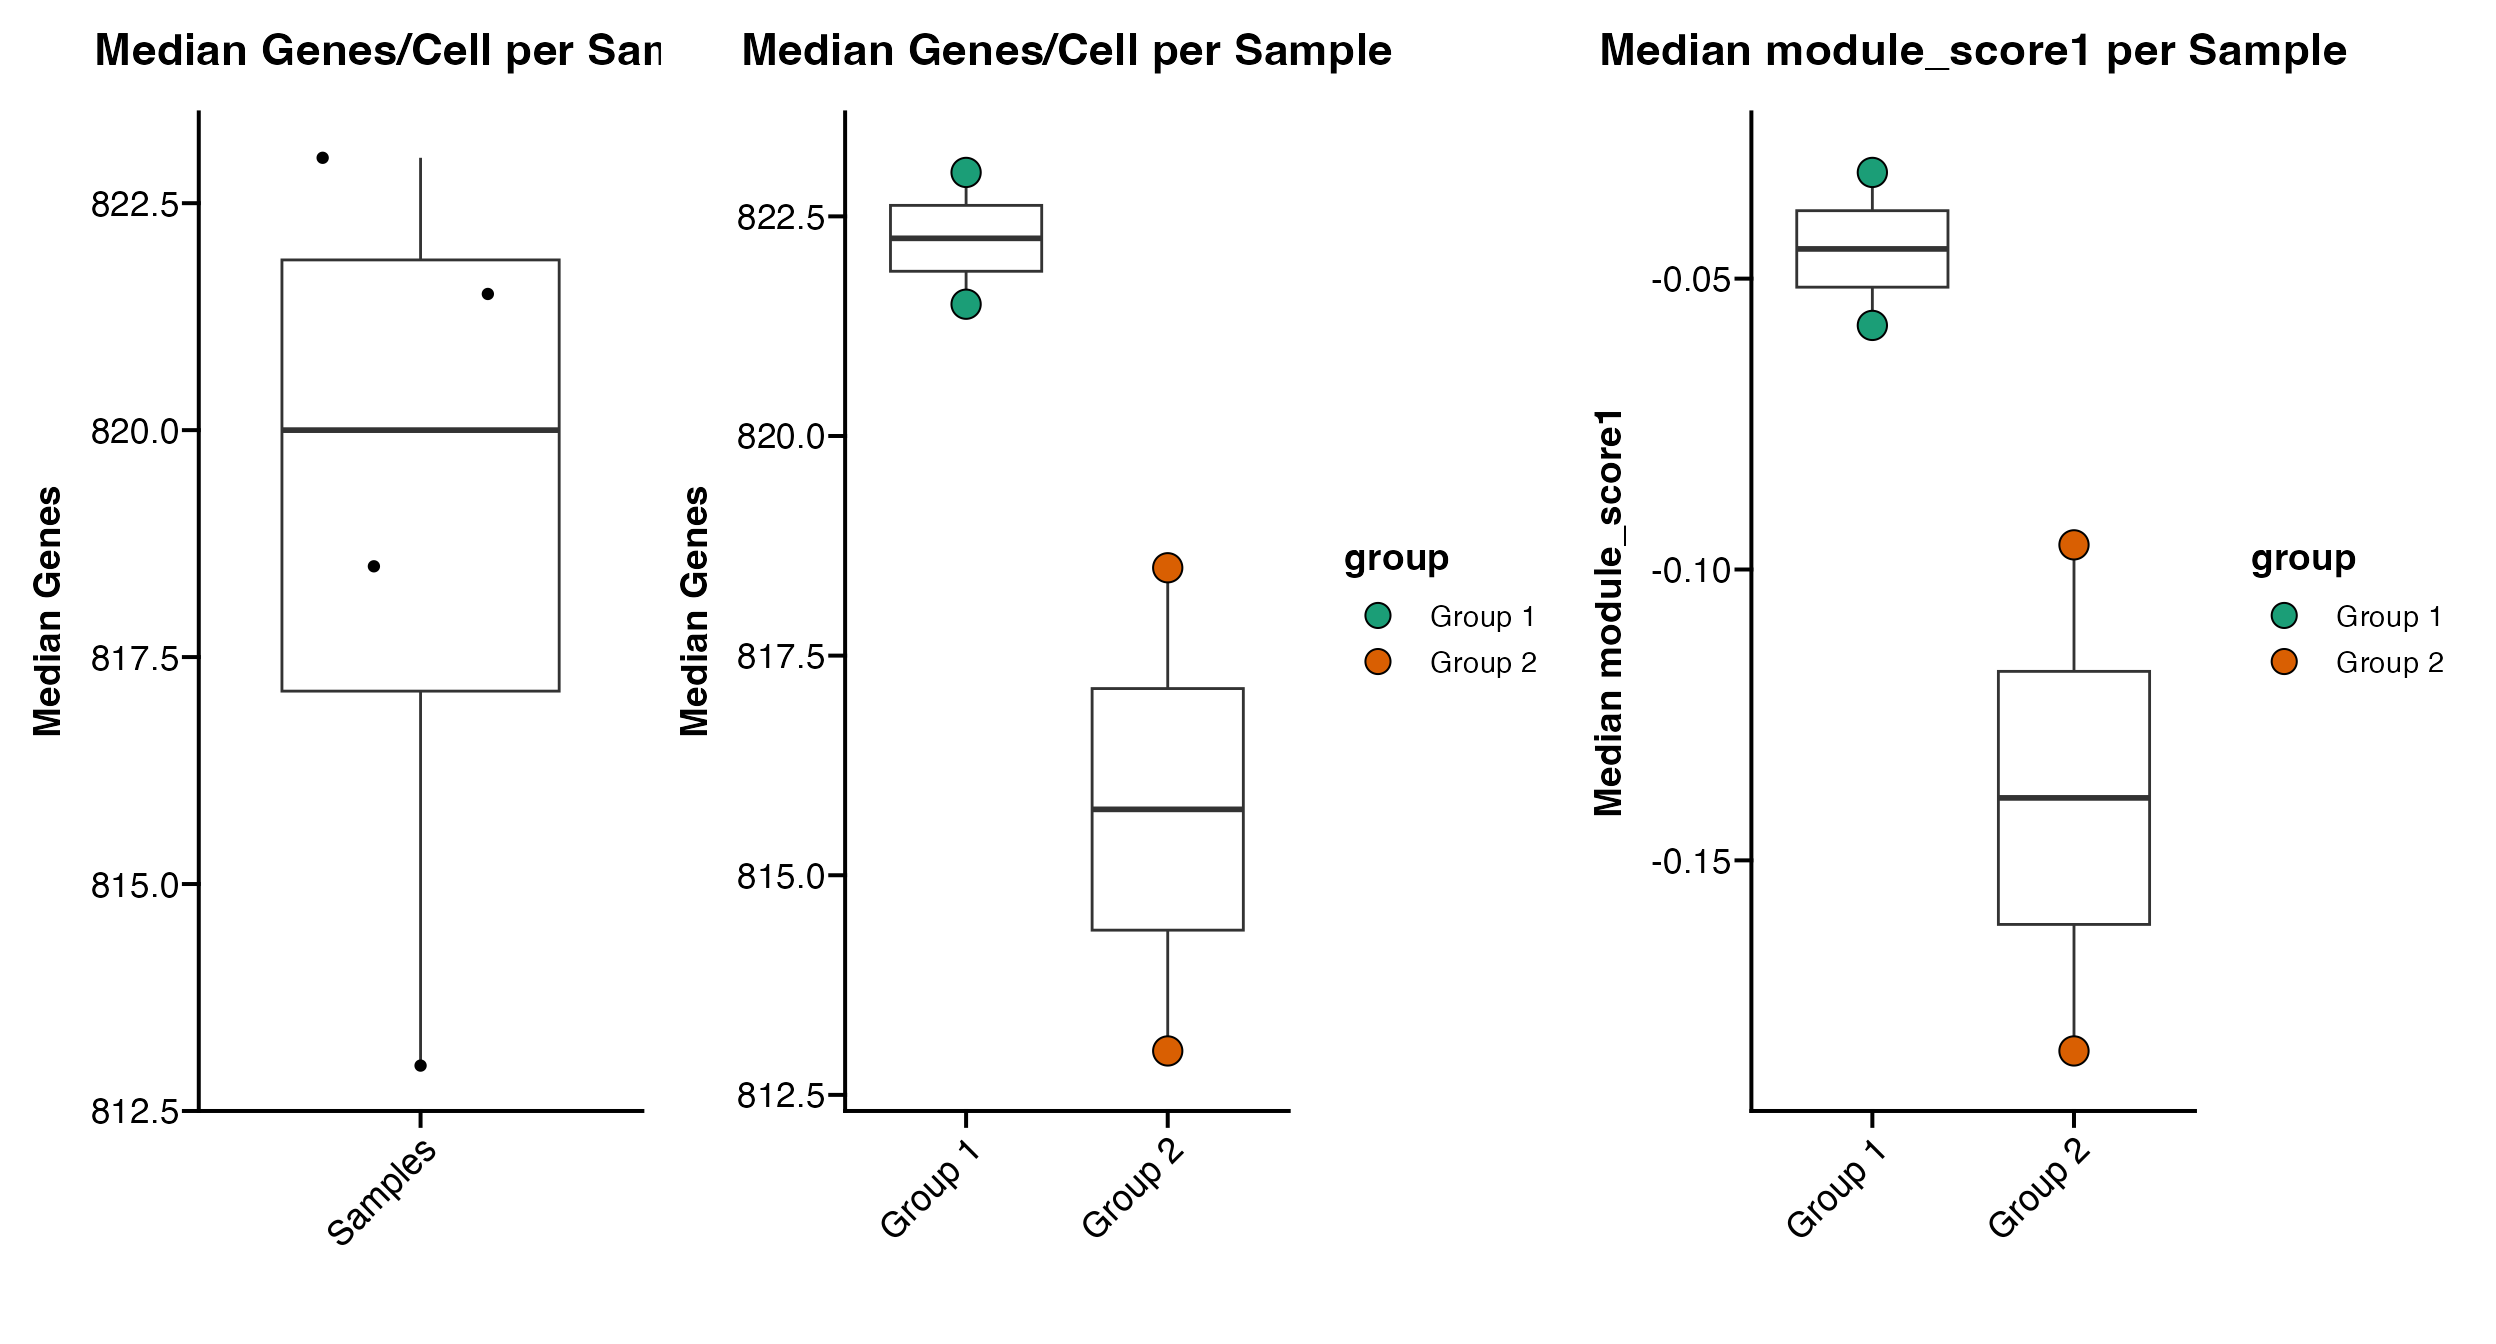 Median Genes/Cell per San
Median Genes
822.5
820.0
817.5
815.0
812.5
Samples
Median Genes/Cell per Sample
Median Genes
822.5
820.0
817.5
815.0
812.5
Group 1
Group 2
group
Group 1
Group 2
Median module_score1 per Sample
Median module_score1
-0.05
-0.10
-0.15
Group 1
Group 2
group
Group 1
Group 2